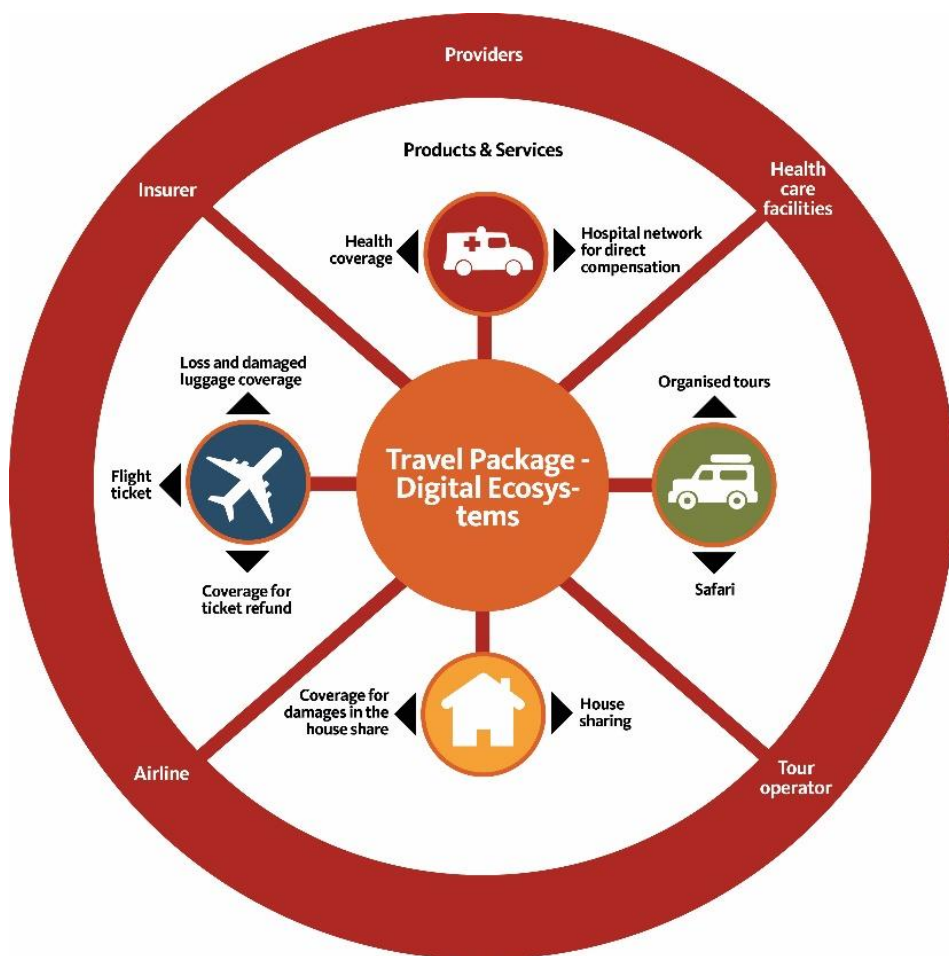 Providers
Products & Services
Insurer
Health
care
facilities
Health
coverage
Hospital network
for direct
compensation
Loss and damaged
luggage coverage
Organised tours
Flight
ticket
Travel Package -
Digital Ecosys-
tems
Coverage for
ticket refund
Safari
Coverage for
damages in the
house share
House
sharing
Airline
Tour
operator